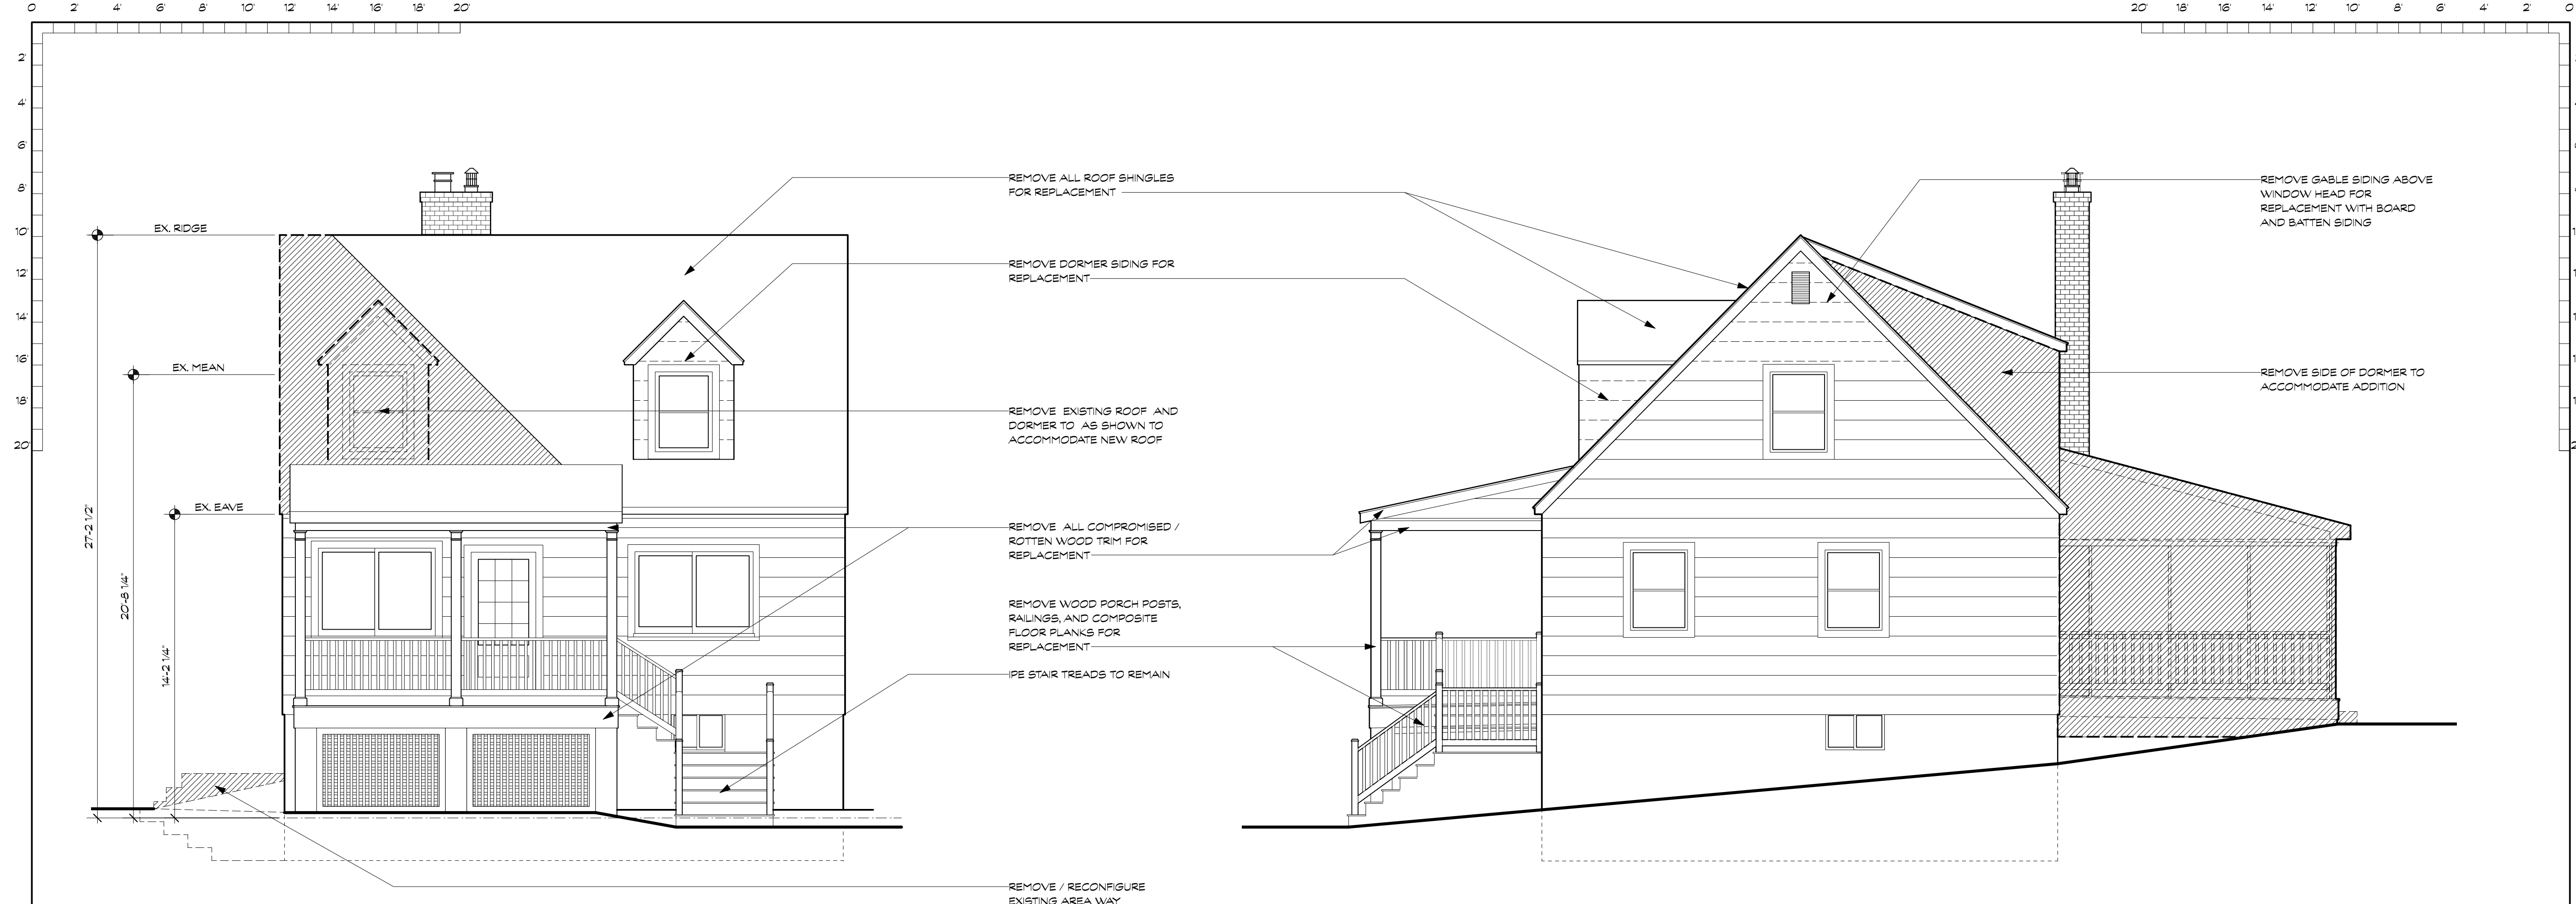 0 2' 4' 6' 8' 10' 12' 14' 16' 18' 20'
20' 18' 16' 14' 12' 10' 8' 6' 4' 2' 0
2'
4'
6'
8'
10'
12'
14'
16'
18'
20'
EX. RIDGE
EX. MEAN
EX. EAVE
27'-2 1/2"
20'-8 1/4"
14'-2 1/4"
REMOVE ALL ROOF SHINGLES
FOR REPLACEMENT
REMOVE DORMER SIDING FOR
REPLACEMENT
REMOVE EXISTING ROOF AND
DORMER TO AS SHOWN TO
ACCOMMODATE NEW ROOF
REMOVE ALL COMPROMISED /
ROTTEN WOOD TRIM FOR
REPLACEMENT
REMOVE WOOD PORCH POSTS,
RAILINGS, AND COMPOSITE
FLOOR PLANKS FOR
REPLACEMENT
IPE STAIR TREADS TO REMAIN
REMOVE / RECONFIGURE
EXISTING AREA WAY
REMOVE GABLE SIDING ABOVE
WINDOW HEAD FOR
REPLACEMENT WITH BOARD
AND BATTEN SIDING
REMOVE SIDE OF DORMER TO
ACCOMMODATE ADDITION